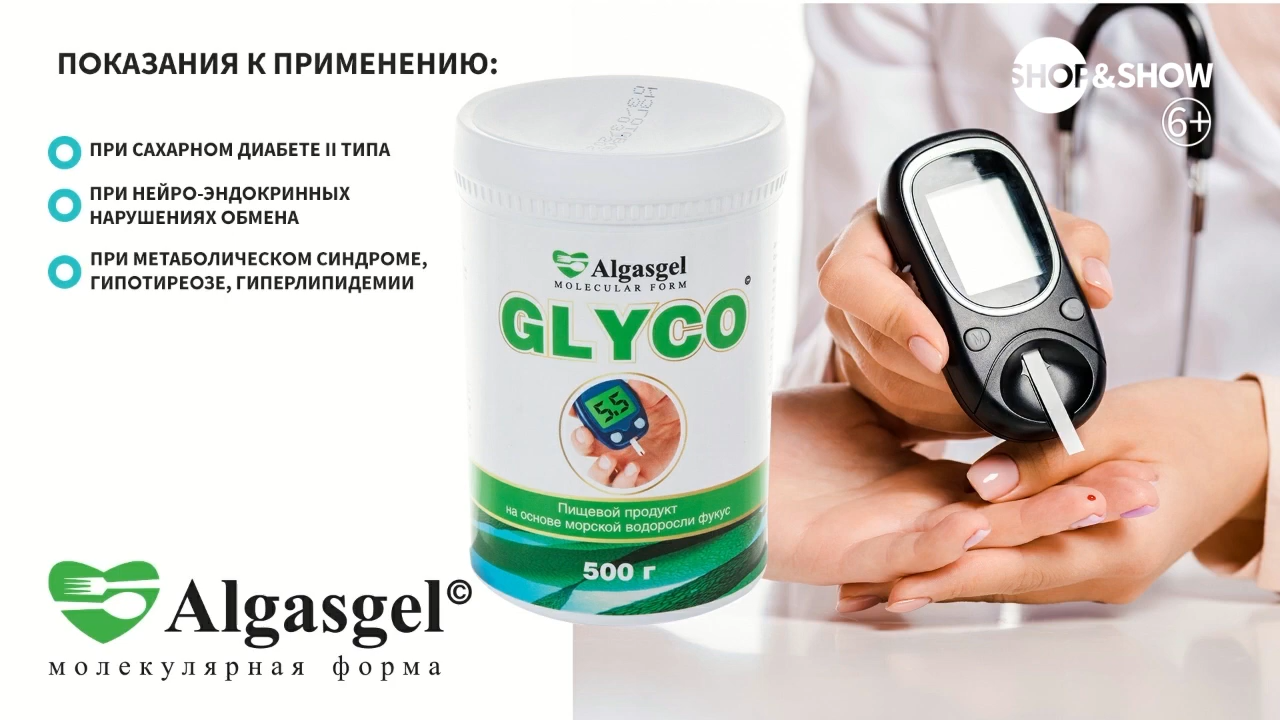 ПОКАЗАНИЯ К ПРИМЕНЕНИЮ:
ПРИ САХАРНОМ ДИАБЕТЕ II ТИПА
ПРИ НЕЙРО-ЭНДОКРИННЫХ
НАРУШЕНИЯХ ОБМЕНА
ПРИ МЕТАБОЛИЧЕСКОМ СИНДРОМЕ,
ГИПОТИРЕОЗЕ, ГИПЕРЛИПИДЕМИИ
Algasgel©
молекулярная форма
Algasgel
MOLECULAR FORM
GLYCO©
5.5
Пищевой продукт
на основе морской водоросли фукус
500 г
SHOP&SHOW
6+
M